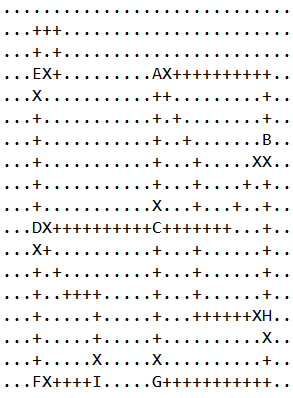 .............................
...+++.......................
...+.+.......................
...EX+.........AX++++++++++..
...X...........++.........+..
...+...........+.+........+..
...+...........+..+.......B..
...+...........+...+.....XX..
...+...........+...+....+.+..
...+...........X...+...+..+..
...DX++++++++++C+++++++...+..
...X+..........+...+......+..
...+.+.........+...+......+..
...+..++++.....+...+......+..
...+.....+.....+...++++++XH..
...+.....+.....+..........X..
...+.....X.....X..........+..
...FX++++I.....G+++++++++++..